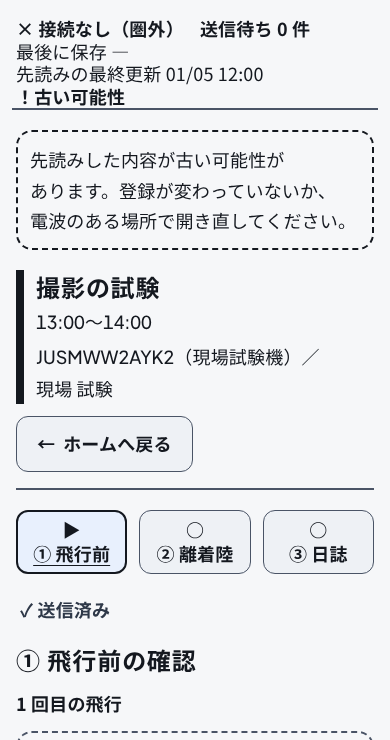 × 接続なし（圏外）　送信待ち 0 件
最後に保存 —
先読みの最終更新 01/05 12:00
！古い可能性
先読みした内容が古い可能性が
あります。登録が変わっていないか、
電波のある場所で開き直してください。
撮影の試験
13:00〜14:00
JUSMWW2AYK2（現場試験機）／
現場 試験
← ホームへ戻る
▶ ○ ○
① 飛行前 ② 離着陸 ③ 日誌
✓ 送信済み
① 飛行前の確認
1 回目の飛行